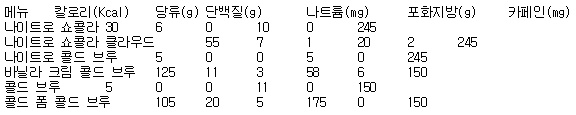 메뉴 칼로리(Kcal) 당류(g) 단백질(g) 나트륨(mg) 포화지방(g) 카페인(mg)
나이트로 쇼콜라 30 6 0 10 0 245
나이트로 쇼콜라 클라우드 55 7 1 20 2 245
나이트로 콜드 브루 5 0 0 5 0 245
바닐라 크림 콜드 브루 125 11 3 58 6 150
콜드 브루 5 0 0 11 0 150
콜드 폼 콜드 브루 105 20 5 175 0 150